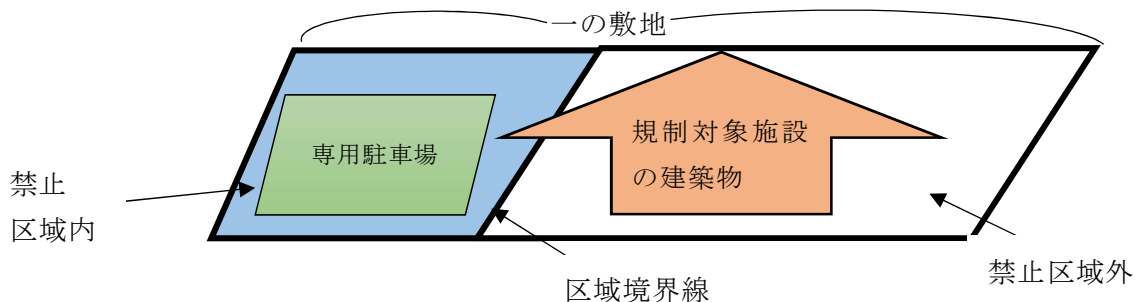 一の敷地
専用駐車場
規制対象施設
の建築物
禁止
区域内
区域境界線
禁止区域外